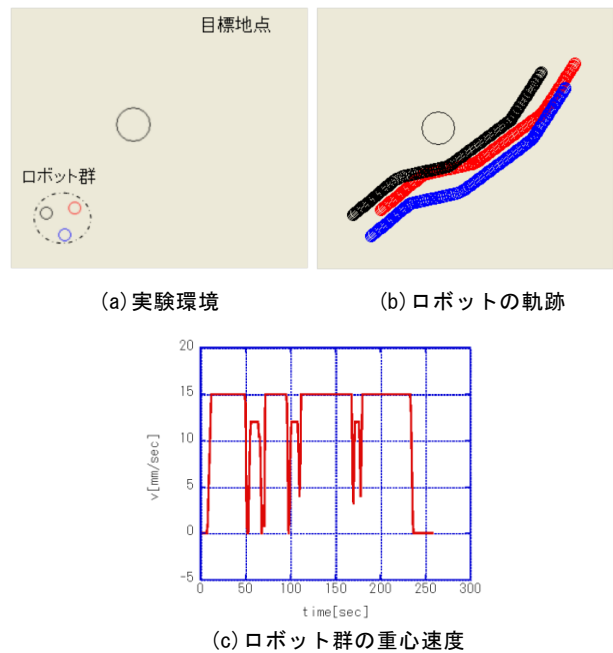 目標地点
ロボット群
(a)実験環境
(b)ロボットの軌跡
20
15
10
5
0
-5
v[mm/sec]
0 50 100 150 200 250 300
time[sec]
(c)ロボット群の重心速度